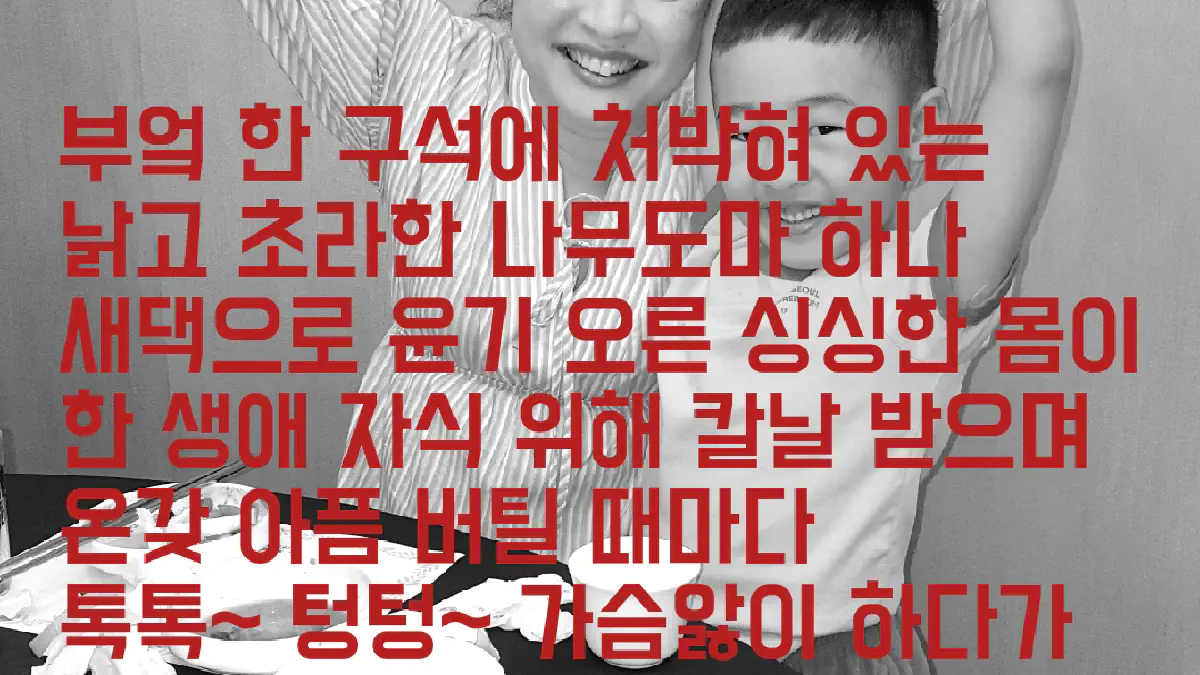 부엌 한 구석에 처박혀 있는
낡고 초라한 나무도마 하나
새댁으로 윤기 오른 싱싱한 몸이
한 생애 자식 위해 칼날 받으며
온갖 아픔 버틸 때마다
톡톡~ 텅텅~ 가슴앓이 하다가